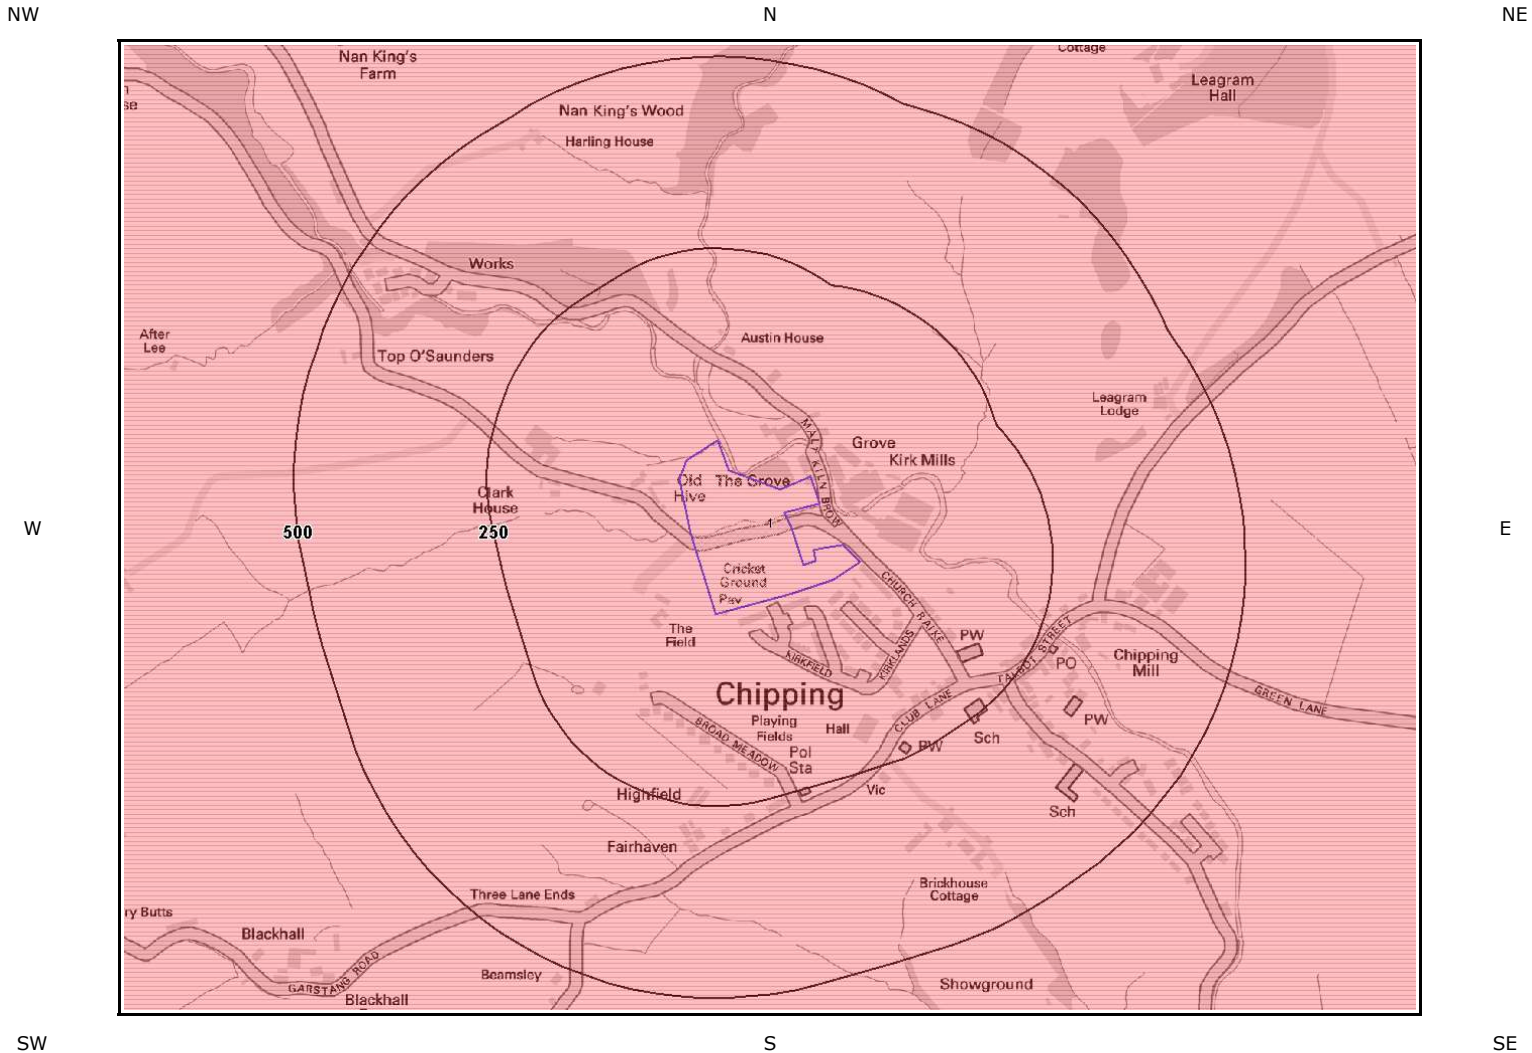 NW
N
NE
Nan King's
Farm
Cottage
Leagram
Hall
se
Nan King's Wood
Harling House
Works
After
Lee
Top O'Saunders
Austin House
Leagram
Lodge
MALT KILN BROW
Grove
Kirk Mills
Old
Hive
The Grove
Clark
House
W
500
250
E
Cricket
Ground
Pav
CHURCH RAIKE
The
Field
KIRKFIELD
KIRKLANDS
PW
TALBOT STREET
PO
Chipping
Mill
GREEN LANE
Chipping
Playing
Fields
Hall
CLUB LANE
PW
Sch
PW
BROAD MEADOW
Pol
Sta
Highfield
Vic
Sch
Fairhaven
Three Lane Ends
Brickhouse
Cottage
ry Butts
Blackhall
GARSTANG ROAD
Beamsley
Showground
Blackhall
SW
S
SE